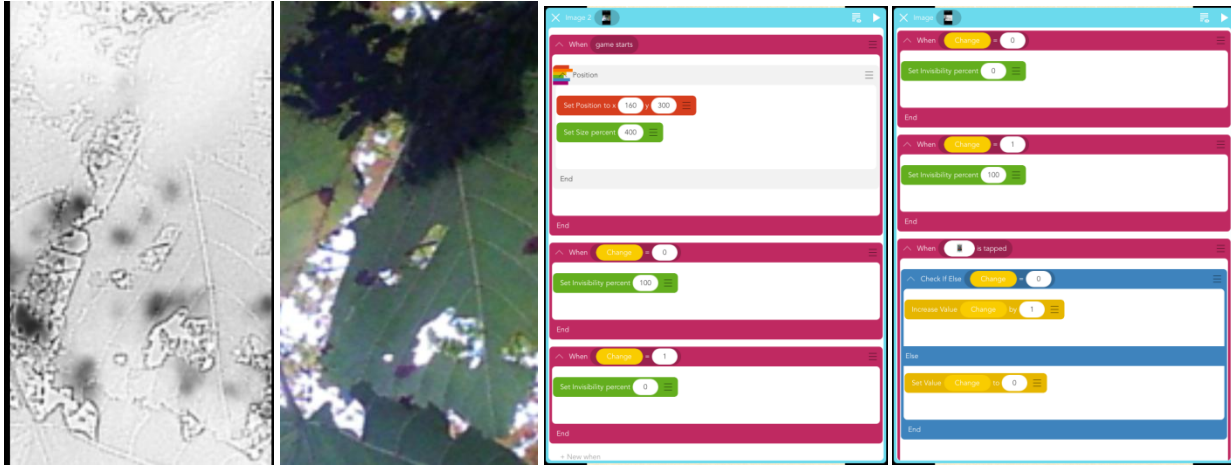 Image 2
When game starts
Position
Set Position to x 160 y 300
Set Size percent 400
End
End
When Change = 0
Set Invisibility percent 100
End
When Change = 1
Set Invisibility percent 0
End
+ New when
Image
When Change = 0
Set Invisibility percent 0
End
When Change = 1
Set Invisibility percent 100
End
When is tapped
Check If Else Change = 0
Increase Value Change by 1
Else
Set Value Change to 0
End